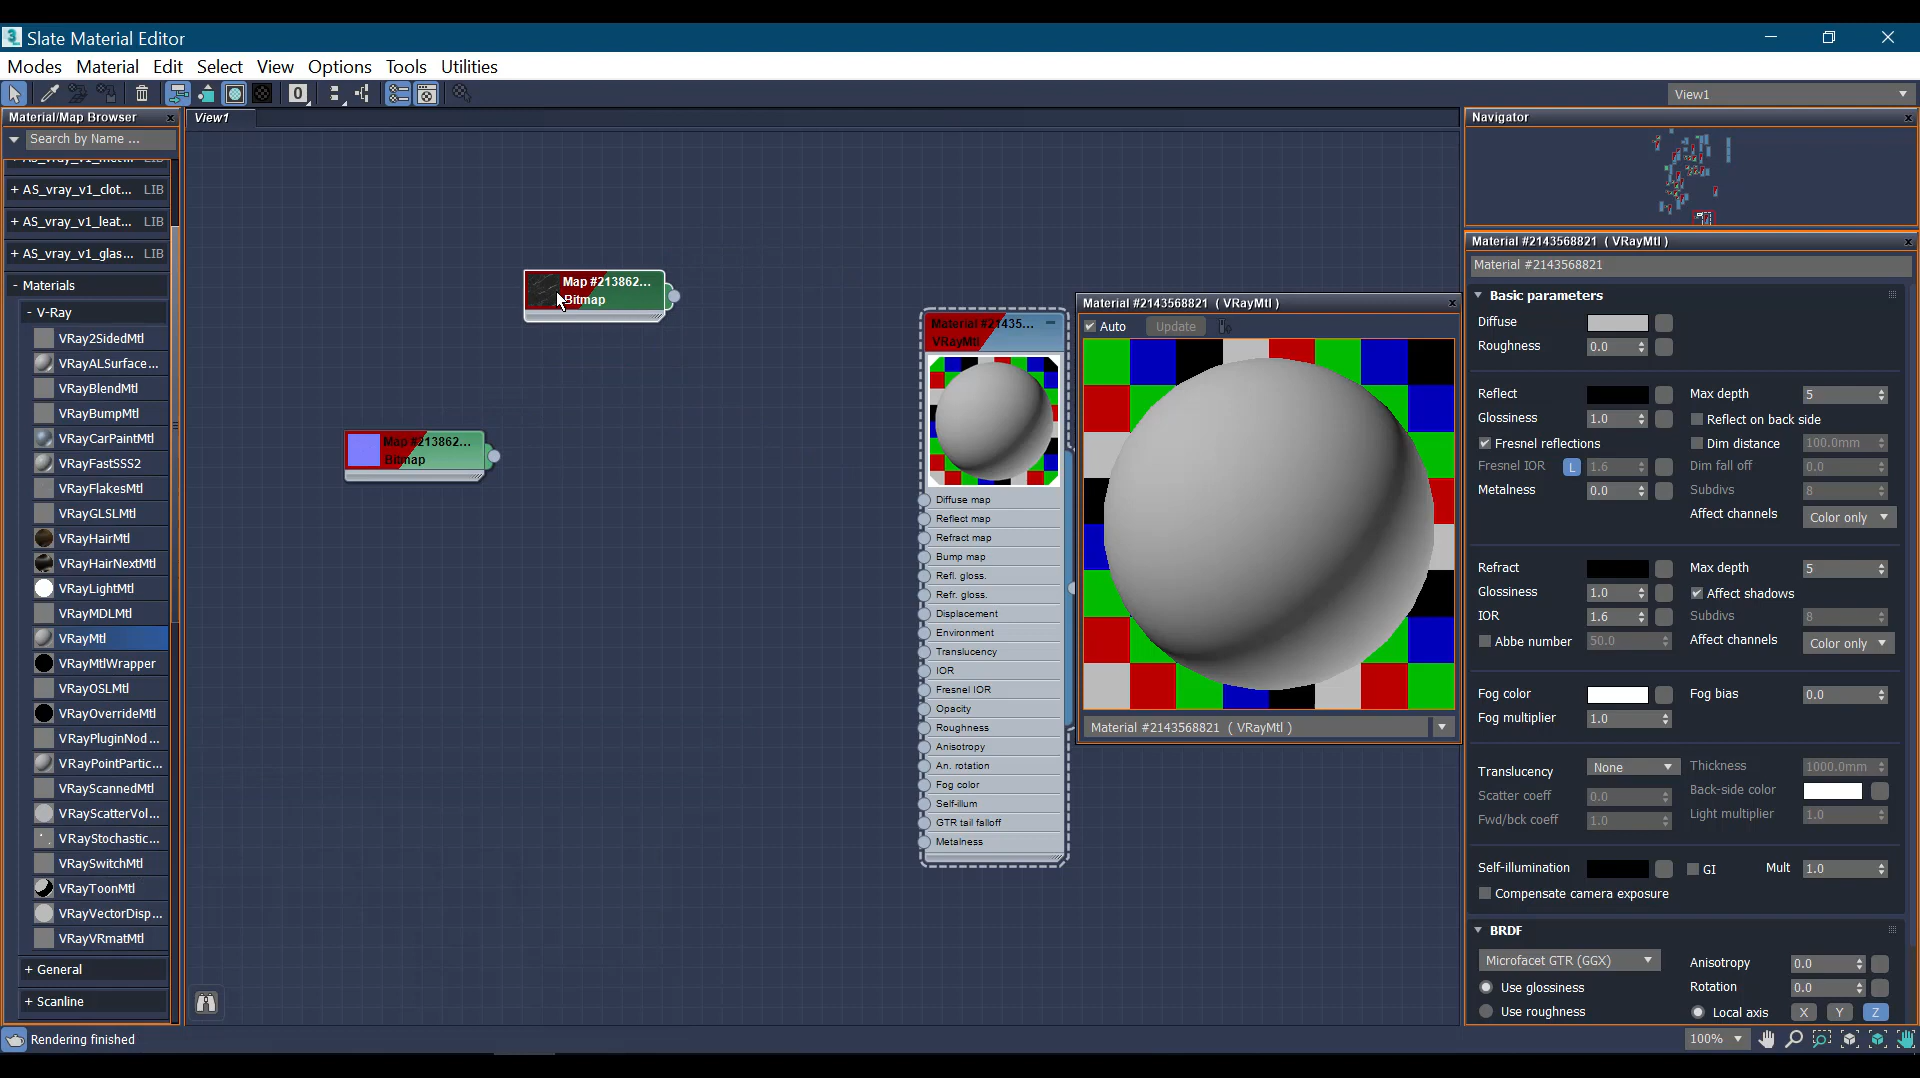 Slate Material Editor
Modes Material Edit Select View Options Tools Utilities
0
View1
Material/Map Browser
View1
Navigator
Search by Name ...
+ AS_vray_v1_met... LIB
+ AS_vray_v1_clot... LIB
+ AS_vray_v1_leat... LIB
+ AS_vray_v1_glas... LIB
- Materials
- V-Ray
VRay2SidedMtl
VRayALSurface...
VRayBlendMtl
VRayBumpMtl
VRayCarPaintMtl
VRayFastSSS2
VRayFlakesMtl
VRayGLSLMtl
VRayHairMtl
VRayHairNextMtl
VRayLightMtl
VRayMDLMtl
VRayMtl
VRayMtlWrapper
VRayOSLMtl
VRayOverrideMtl
VRayPluginNod...
VRayPointPartic...
VRayScannedMtl
VRayScatterVol...
VRayStochastic...
VRaySwitchMtl
VRayToonMtl
VRayVectorDisp...
VRayVRmatMtl
+ General
+ Scanline
Rendering finished
Map #213862...
Bitmap
Map #213862...
Bitmap
Material #21435...
VRayMtl
Diffuse map
Reflect map
Refract map
Bump map
Refl. gloss.
Refr. gloss.
Displacement
Environment
Translucency
IOR
Fresnel IOR
Opacity
Roughness
Anisotropy
An. rotation
Fog color
Self-illum
GTR tail falloff
Metalness
Material #2143568821 ( VRayMtl )
Auto Update
Material #2143568821 ( VRayMtl )
Material #2143568821 ( VRayMtl )
Material #2143568821
Basic parameters
Diffuse
Roughness 0.0
Reflect Max depth 5
Glossiness 1.0 Reflect on back side
Fresnel reflections Dim distance 100.0mm
Fresnel IOR L 1.6 Dim fall off 0.0
Metalness 0.0 Subdivs 8
Affect channels Color only
Refract Max depth 5
Glossiness 1.0 Affect shadows
IOR 1.6 Subdivs 8
Abbe number 50.0 Affect channels Color only
Fog color Fog bias 0.0
Fog multiplier 1.0
Translucency None Thickness 1000.0mm
Scatter coeff 0.0 Back-side color
Fwd/bck coeff 1.0 Light multiplier 1.0
Self-illumination GI Mult 1.0
Compensate camera exposure
BRDF
Microfacet GTR (GGX) Anisotropy 0.0
Use glossiness Rotation 0.0
Use roughness Local axis X Y Z
100%